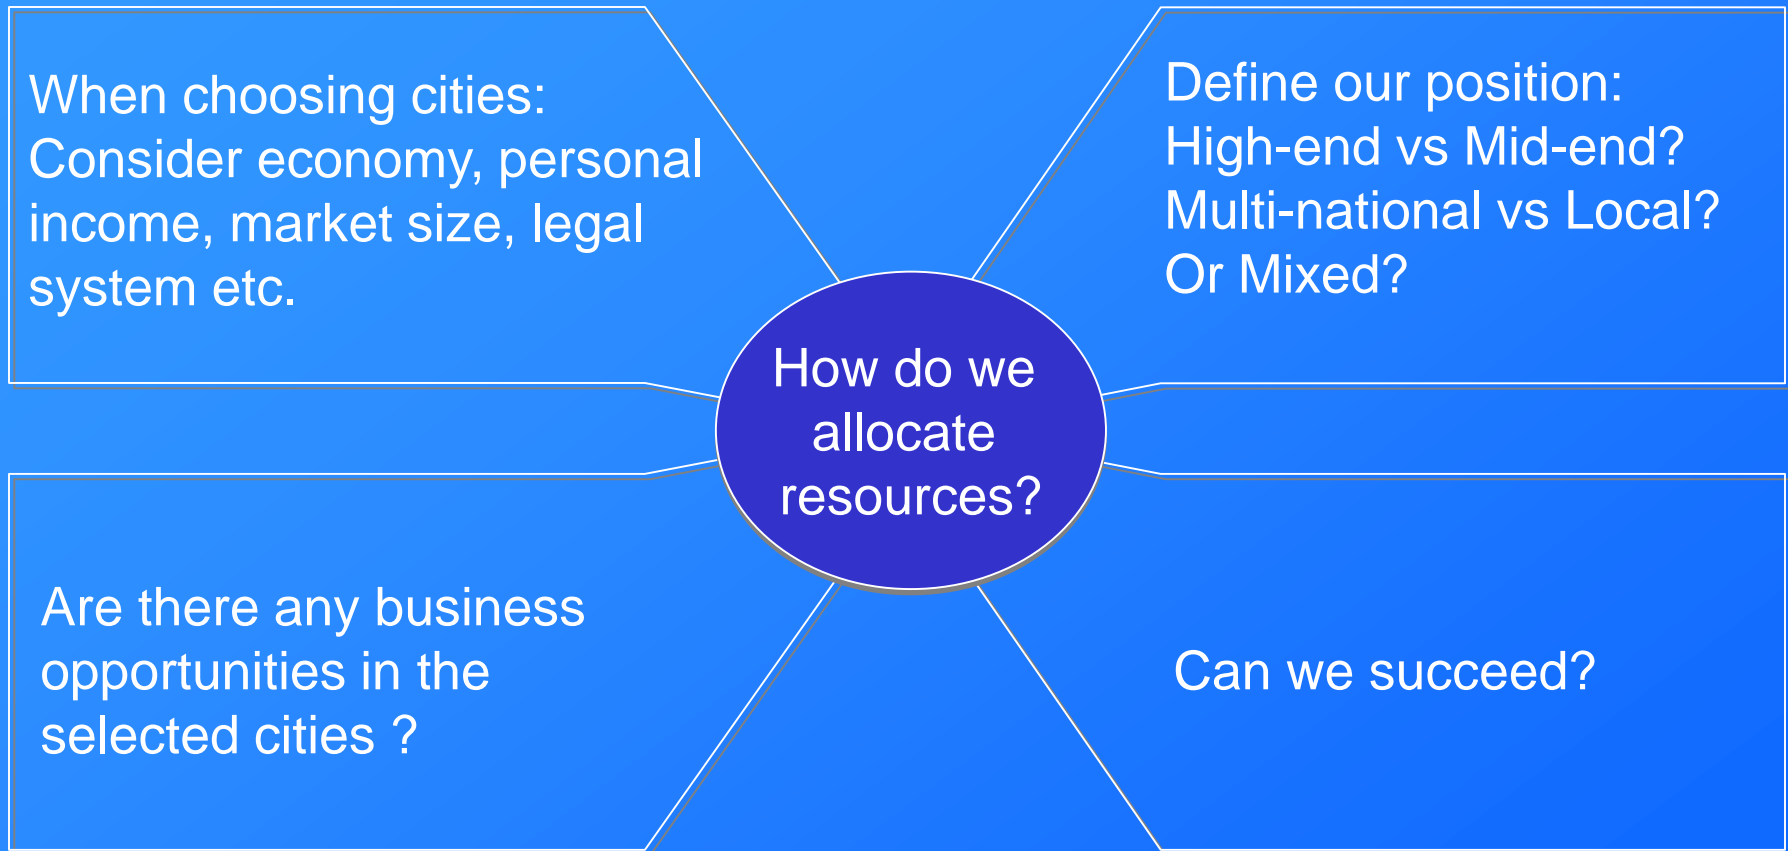 When choosing cities:
Consider economy, personal
income, market size, legal
system etc.
Define our position:
High-end vs Mid-end?
Multi-national vs Local?
Or Mixed?
How do we
allocate
resources?
Are there any business
opportunities in the
selected cities ?
Can we succeed?